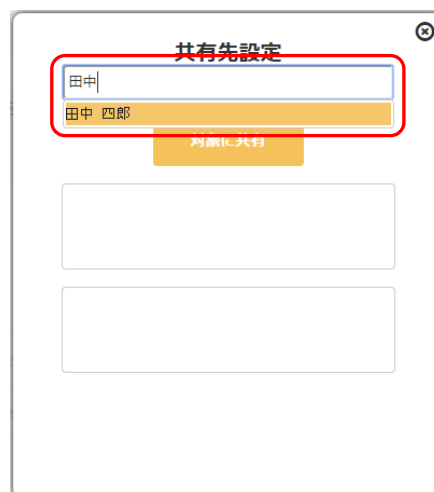 共有先設定
田中
田中 四郎
対象に共有